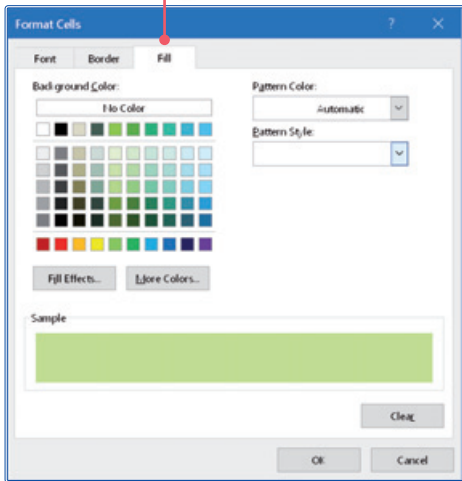 Format Cells ? ×
Font Border Fill
Background Color: Pattern Color:
No Color Automatic
Pattern Style:
Fill Effects... More Colors...
Sample
Clear
OK Cancel